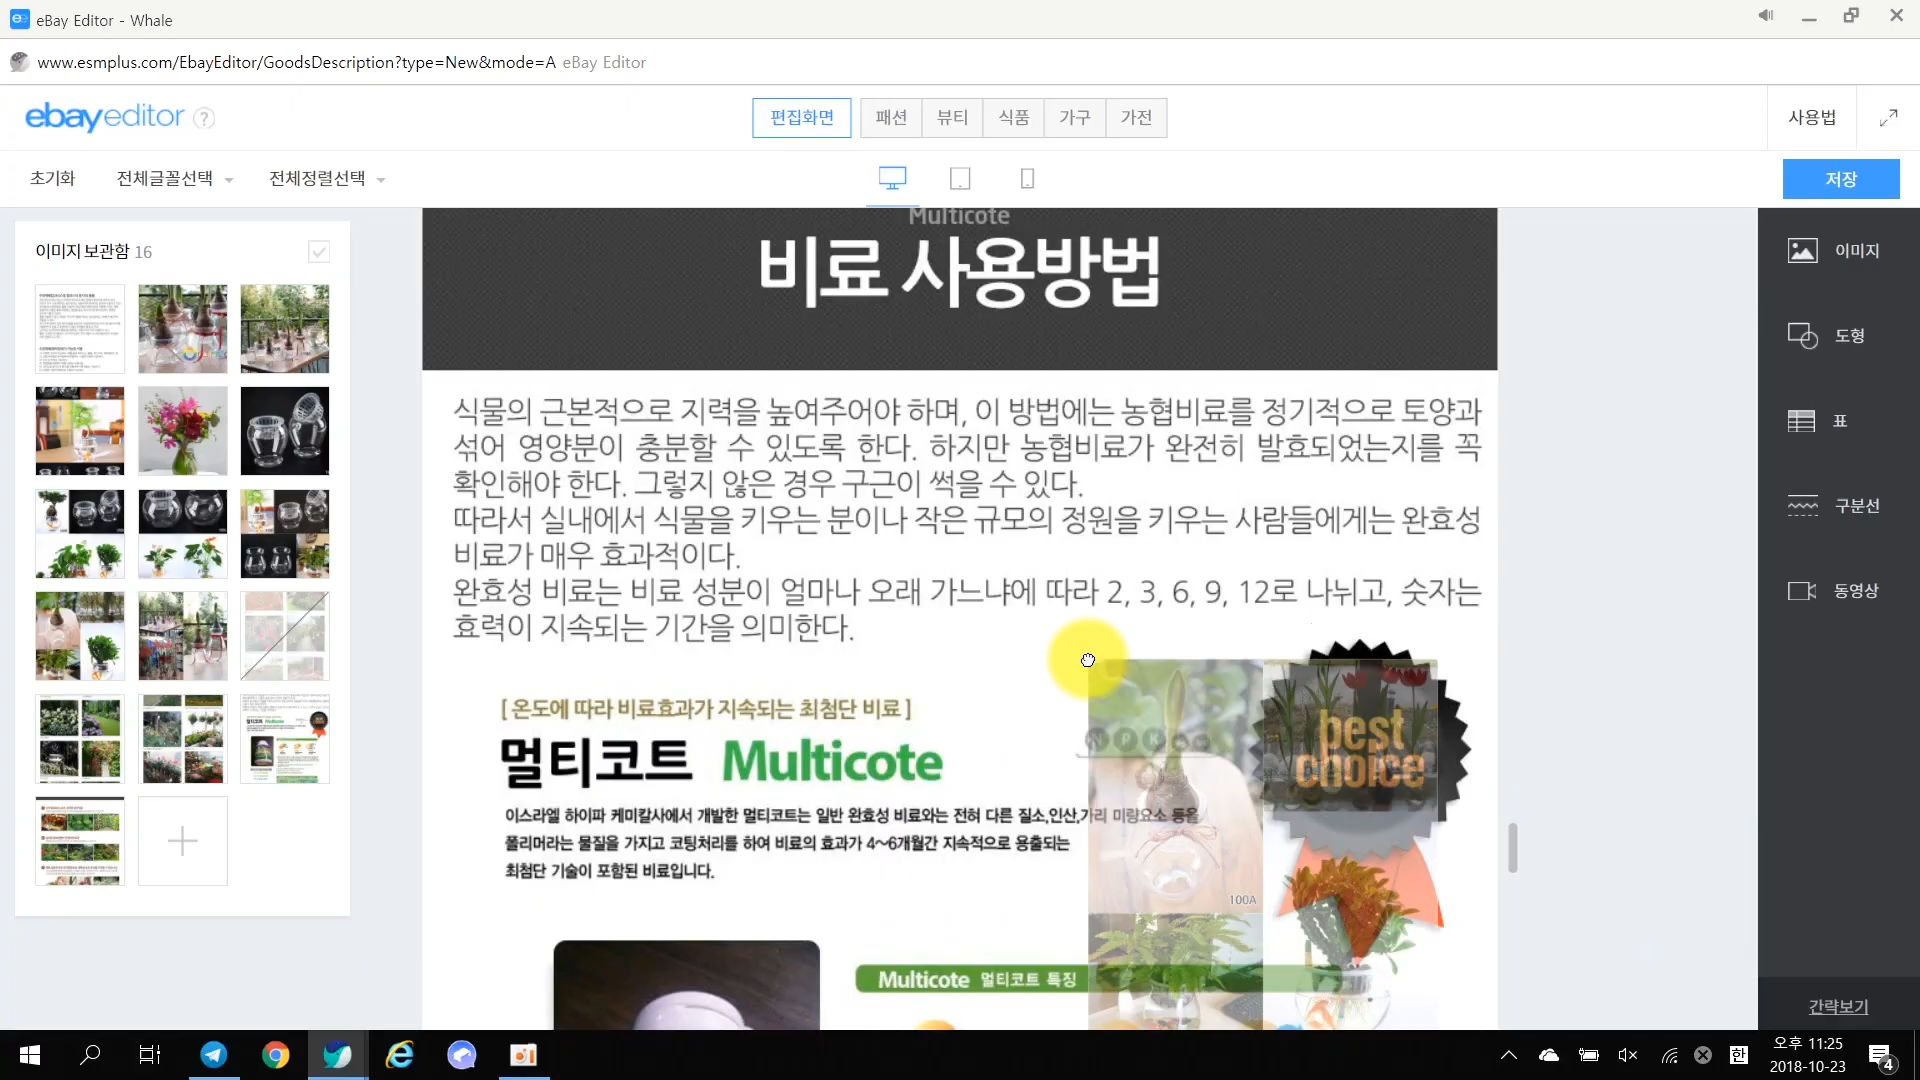 eBay Editor - Whale
www.esmplus.com/EbayEditor/GoodsDescription?type=New&mode=A eBay Editor
ebayeditor ?
편집화면 패션 뷰티 식품 가구 가전
사용법
초기화 전체글꼴선택 전체정렬선택
저장
이미지 보관함 16
이미지
도형
표
구분선
동영상
간략보기
Multicote
비료 사용방법
식물의 근본적으로 지력을 높여주어야 하며, 이 방법에는 농협비료를 정기적으로 토양과
섞어 영양분이 충분할 수 있도록 한다. 하지만 농협비료가 완전히 발효되었는지를 꼭
확인해야 한다. 그렇지 않은 경우 구근이 썩을 수 있다.
따라서 실내에서 식물을 키우는 분이나 작은 규모의 정원을 키우는 사람들에게는 완효성
비료가 매우 효과적이다.
완효성 비료는 비료 성분이 얼마나 오래 가느냐에 따라 2, 3, 6, 9, 12로 나뉘고, 숫자는
효력이 지속되는 기간을 의미한다.
[ 온도에 따라 비료효과가 지속되는 최첨단 비료 ]
멀티코트 Multicote
N P K
best
choice
이스라엘 하이파 케미칼사에서 개발한 멀티코트는 일반 완효성 비료와는 전혀 다른 질소,인산,가리 미량요소 등을
폴리머라는 물질을 가지고 코팅처리를 하여 비료의 효과가 4~6개월간 지속적으로 용출되는
최첨단 기술이 포함된 비료입니다.
100A
Multicote 멀티코트 특징
한
오후 11:25
2018-10-23
4